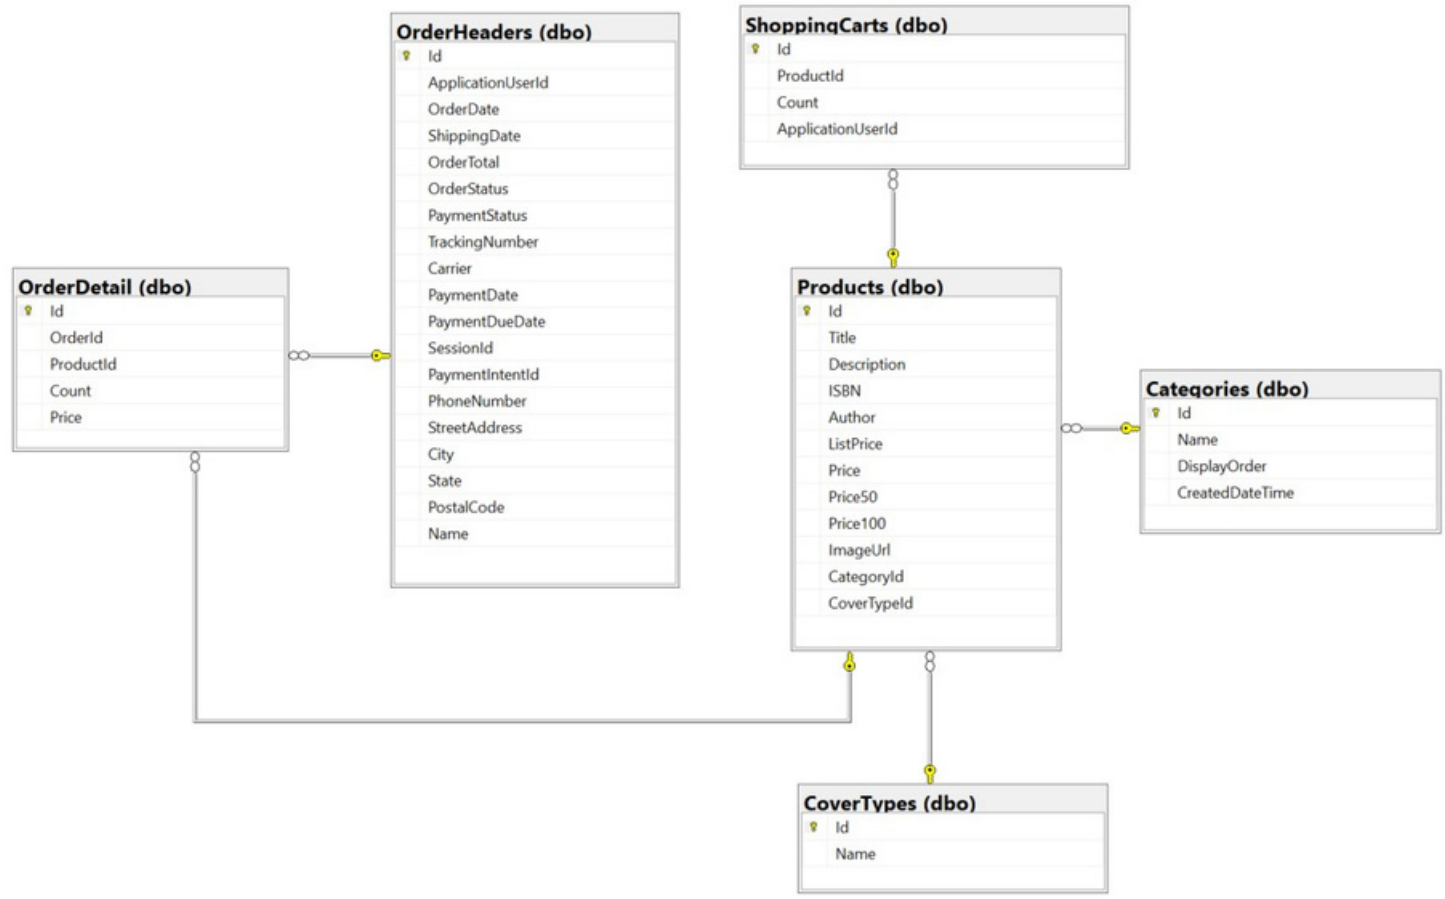 OrderHeaders (dbo)
Id
ApplicationUserId
OrderDate
ShippingDate
OrderTotal
OrderStatus
PaymentStatus
TrackingNumber
Carrier
PaymentDate
PaymentDueDate
SessionId
PaymentIntentId
PhoneNumber
StreetAddress
City
State
PostalCode
Name
ShoppingCarts (dbo)
Id
ProductId
Count
ApplicationUserId
OrderDetail (dbo)
Id
OrderId
ProductId
Count
Price
Products (dbo)
Id
Title
Description
ISBN
Author
ListPrice
Price
Price50
Price100
ImageUrl
CategoryId
CoverTypeId
Categories (dbo)
Id
Name
DisplayOrder
CreatedDateTime
CoverTypes (dbo)
Id
Name